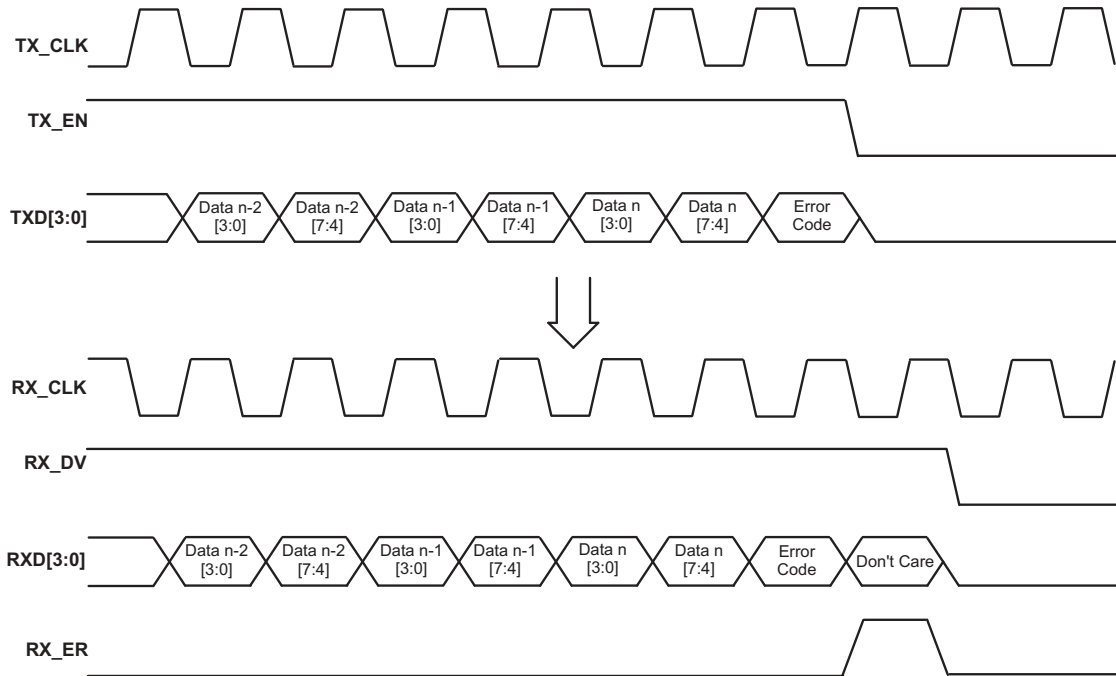 TX_CLK
TX_EN
TXD[3:0]
Data n-2
[3:0]
Data n-2
[7:4]
Data n-1
[3:0]
Data n-1
[7:4]
Data n
[3:0]
Data n
[7:4]
Error
Code
RX_CLK
RX_DV
RXD[3:0]
Data n-2
[3:0]
Data n-2
[7:4]
Data n-1
[3:0]
Data n-1
[7:4]
Data n
[3:0]
Data n
[7:4]
Error
Code
Don't Care
RX_ER